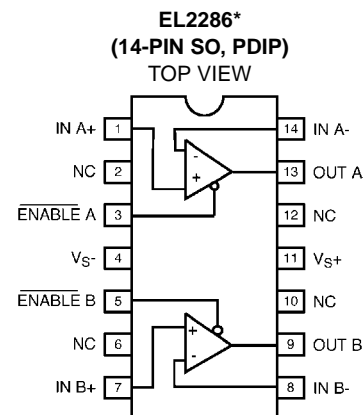 EL2286*
(14-PIN SO, PDIP)
TOP VIEW
IN A+ 1 14 IN A-
NC 2 13 OUT A
ENABLE A 3 12 NC
VS- 4 11 VS+
ENABLE B 5 10 NC
NC 6 9 OUT B
IN B+ 7 8 IN B-
-
+
+
-